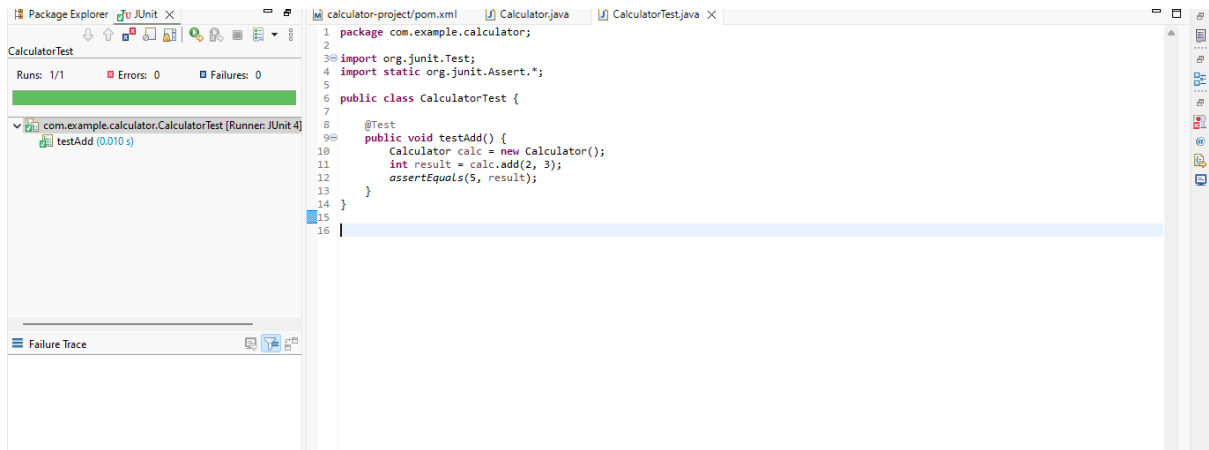 Package Explorer JUnit
CalculatorTest
Runs: 1/1 Errors: 0 Failures: 0
com.example.calculator.CalculatorTest [Runner: JUnit 4]
testAdd (0.010 s)
Failure Trace
calculator-project/pom.xml Calculator.java CalculatorTest.java
1 package com.example.calculator;
2
3 import org.junit.Test;
4 import static org.junit.Assert.*;
5
6 public class CalculatorTest {
7
8 @Test
9 public void testAdd() {
10 Calculator calc = new Calculator();
11 int result = calc.add(2, 3);
12 assertEquals(5, result);
13 }
14 }
15
16